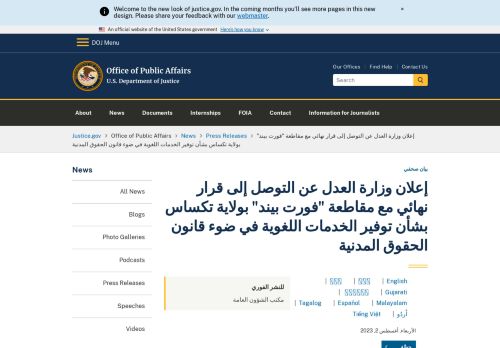 Welcome to the new look of justice.gov. In the coming months you'll see more pages in this new
design. Please share your feedback with our webmaster.
×
An official website of the United States government Here's how you know
DOJ Menu
Office of Public Affairs
U.S. Department of Justice
Our Offices | Find Help | Contact Us
Search
About News Documents Internships FOIA Contact Information for Journalists
Justice.gov > Office of Public Affairs > News > Press Releases > إعلان وزارة العدل عن التوصل إلى قرار نهائي مع مقاطعة "فورت بيند"
بولاية تكساس بشأن توفير الخدمات اللغوية في ضوء قانون الحقوق المدنية
News
All News
Blogs
Photo Galleries
Podcasts
Press Releases
Speeches
Videos
بيان صحفي
إعلان وزارة العدل عن التوصل إلى قرار
نهائي مع مقاطعة "فورت بيند" بولاية تكساس
بشأن توفير الخدمات اللغوية في ضوء قانون
الحقوق المدنية
للنشر الفوري
مكتب الشؤون العامة
English | |
Gujarati | |
Malayalam | Español | Tagalog |
اُردُو | Tiếng Việt
الأربعاء, أغسطس 2, 2023